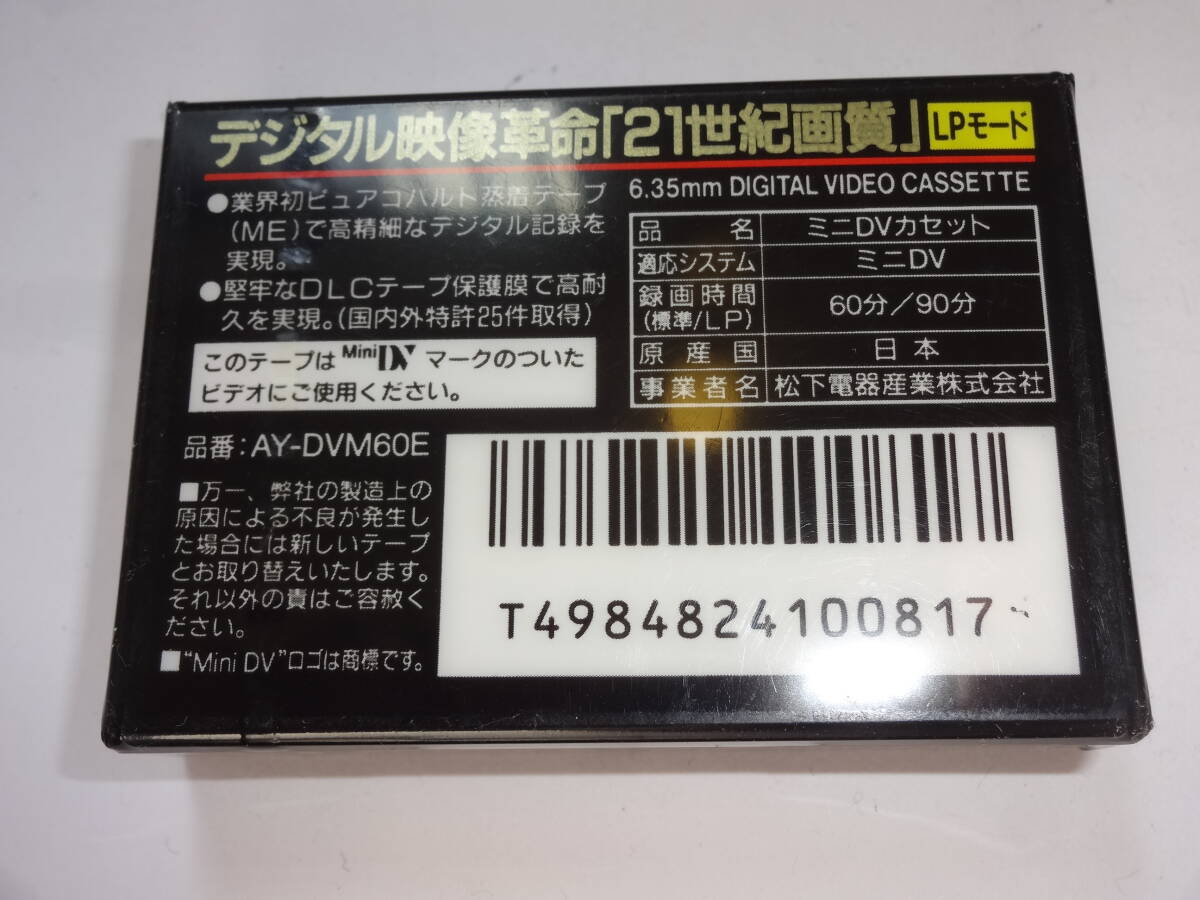 デジタル映像革命「21世紀画質」 LPモード
●業界初ピュアコバルト蒸着テープ
(ME)で高精細なデジタル記録を
実現。
●堅牢なDLCテープ保護膜で高耐
久を実現。(国内外特許25件取得)
このテープは Mini DV マークのついた
ビデオにご使用ください。
6.35mm DIGITAL VIDEO CASSETTE
品名 ミニDVカセット
適応システム ミニDV
録画時間 (標準/LP) 60分/90分
原産国 日本
事業者名 松下電器産業株式会社
品番:AY-DVM60E
■万一、弊社の製造上の
原因による不良が発生し
た場合には新しいテープ
とお取り替えいたします。
それ以外の責はご容赦く
ださい。
■“Mini DV”ロゴは商標です。
T4984824100817